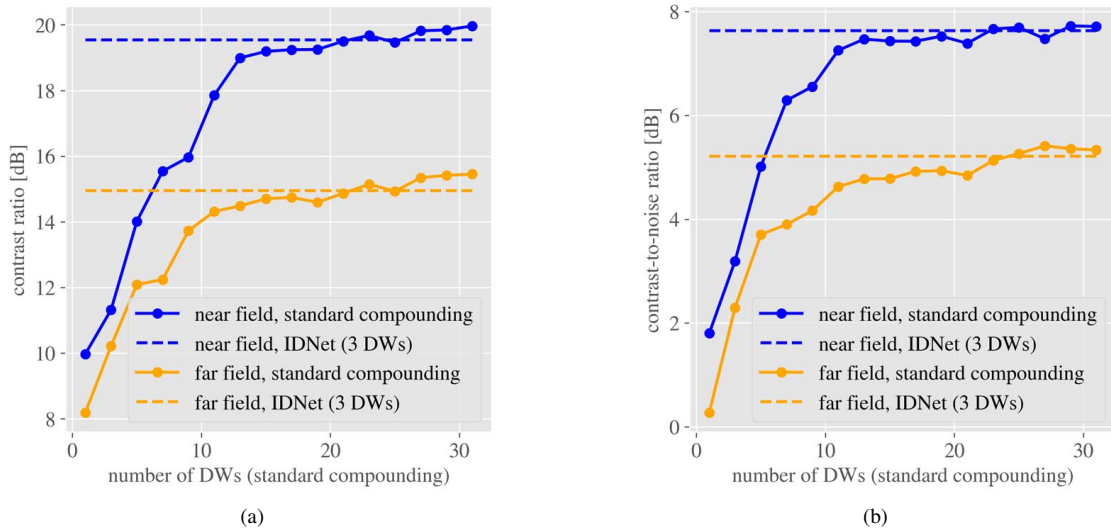 20
18
16
14
12
10
8
contrast ratio [dB]
near field, standard compounding
near field, IDNet (3 DWs)
far field, standard compounding
far field, IDNet (3 DWs)
0
10
20
30
number of DWs (standard compounding)
(a)
8
6
4
2
0
contrast-to-noise ratio [dB]
near field, standard compounding
near field, IDNet (3 DWs)
far field, standard compounding
far field, IDNet (3 DWs)
0
10
20
30
number of DWs (standard compounding)
(b)